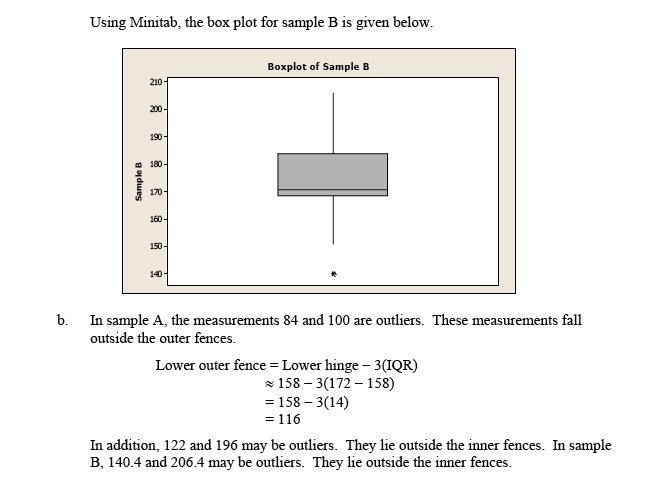 Using Minitab, the box plot for sample B is given below.
Boxplot of Sample B
210
200
190
180
170
160
150
140
Sample B
b. In sample A, the measurements 84 and 100 are outliers. These measurements fall
outside the outer fences.
Lower outer fence = Lower hinge – 3(IQR)
≈ 158 – 3(172 – 158)
= 158 – 3(14)
= 116
In addition, 122 and 196 may be outliers. They lie outside the inner fences. In sample
B, 140.4 and 206.4 may be outliers. They lie outside the inner fences.